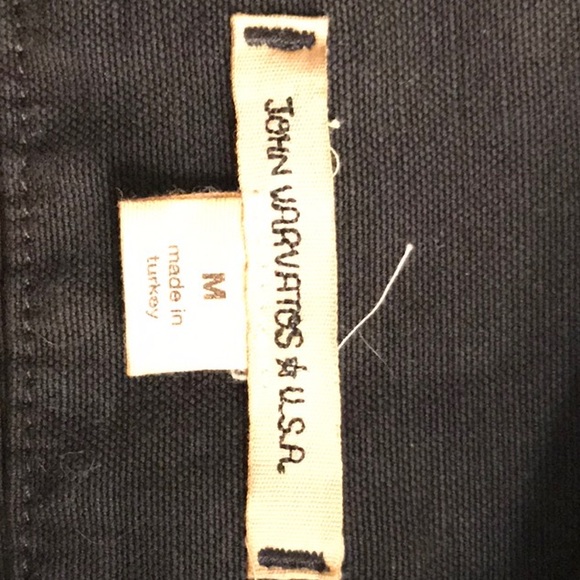 JOHN VARVATOS ☆ U.S.A.
M
made in
turkey